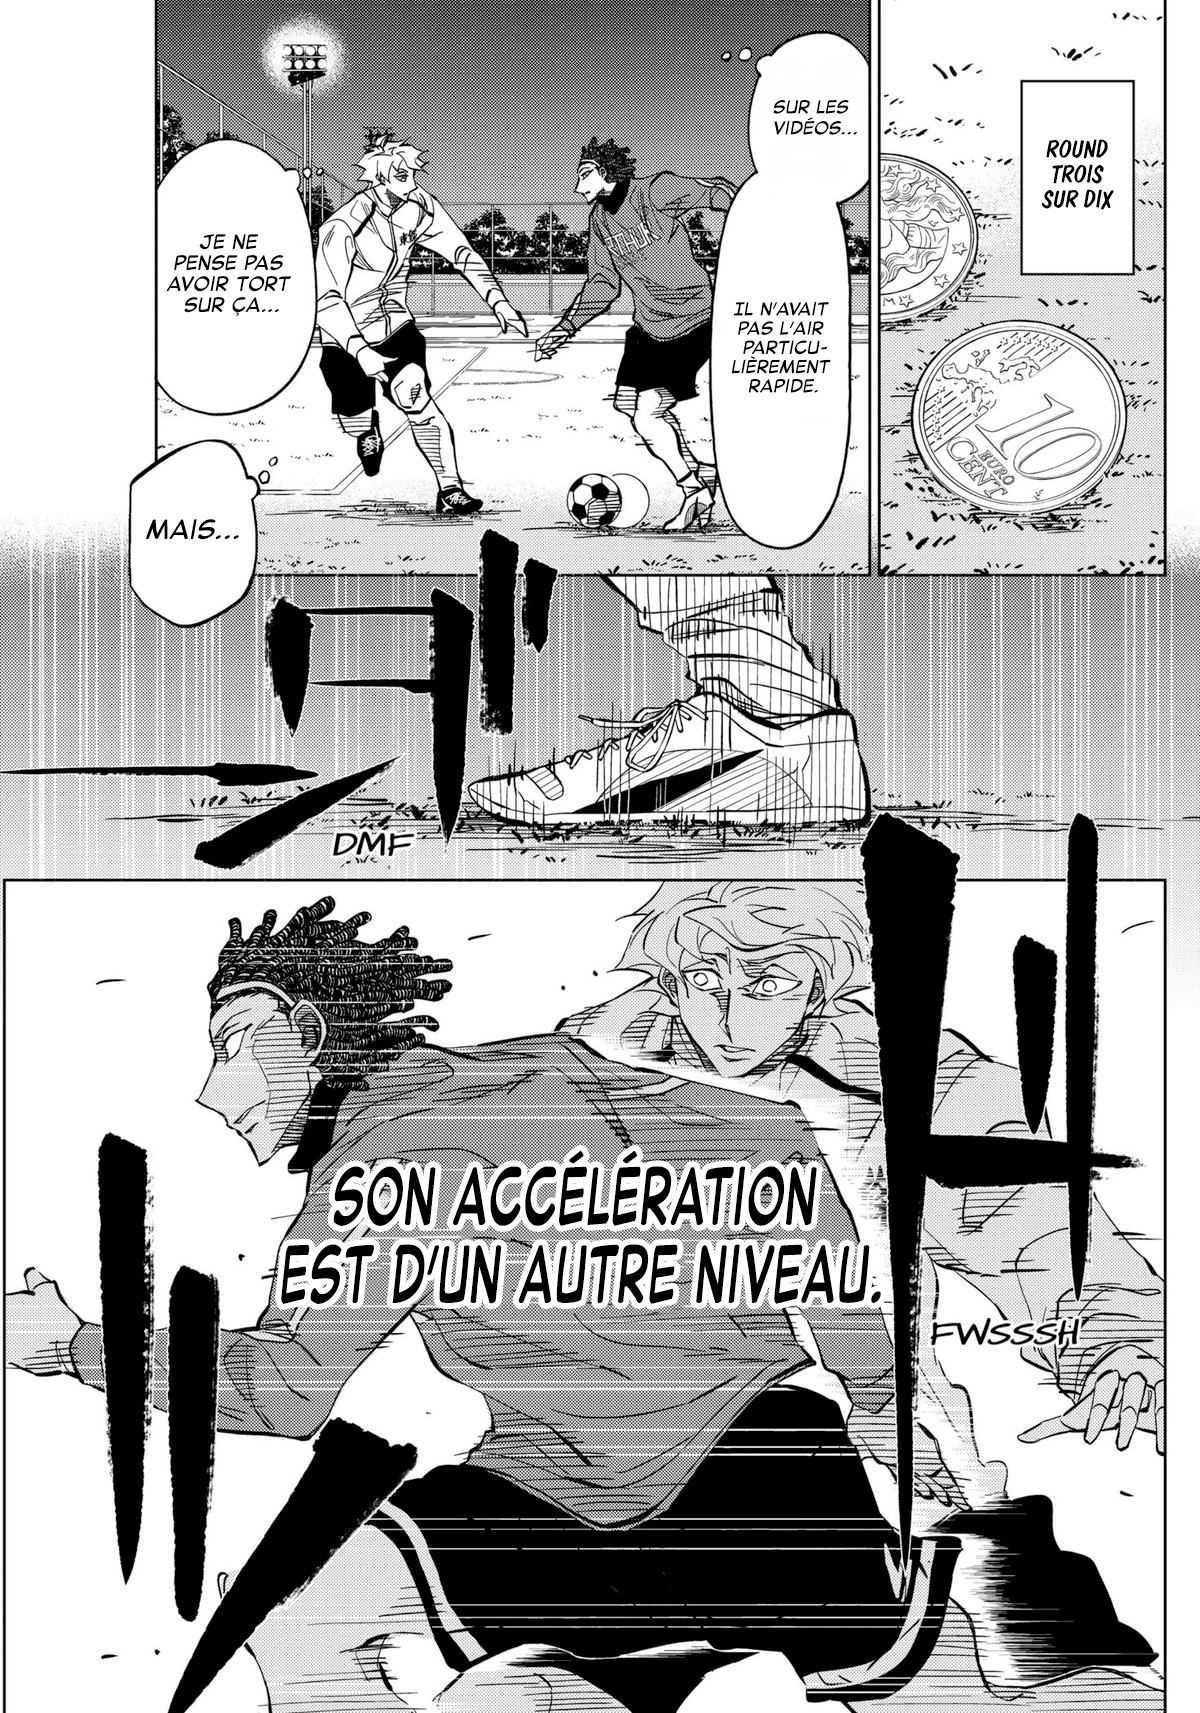 ROUND
TROIS
SUR DIX
10
EURO
CENT
SUR LES
VIDÉOS...
IL N'AVAIT
PAS L'AIR
PARTICU-
LIÈREMENT
RAPIDE.
JE NE
PENSE PAS
AVOIR TORT
SUR ÇA...
MAIS...
DMF
SON ACCÉLÉRATION
EST D'UN AUTRE NIVEAU.
FWSSSH